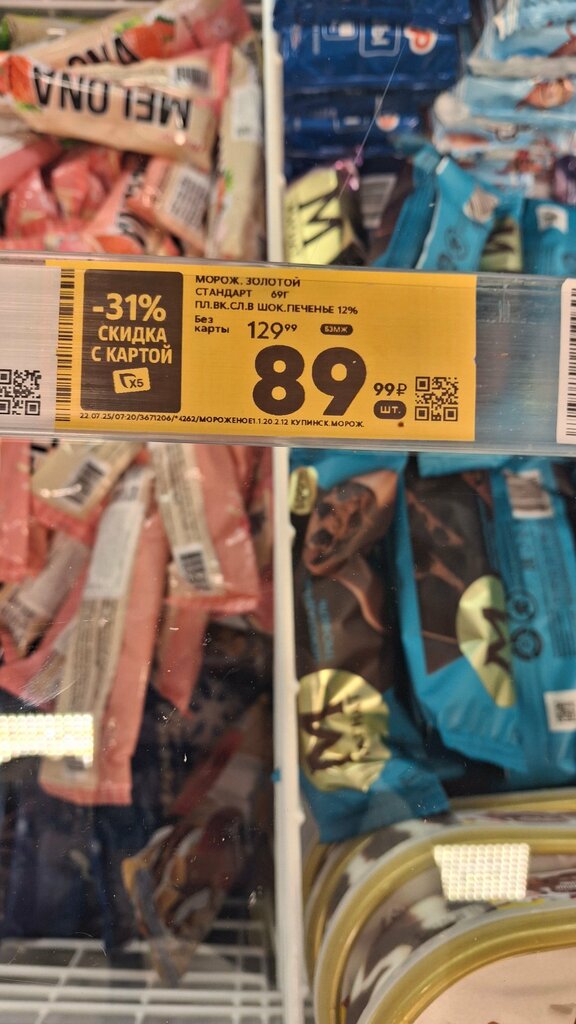 MELONA
M
МОРОЖ. ЗОЛОТОЙ
СТАНДАРТ 69Г
ПЛ.ВК.СЛ.В ШОК.ПЕЧЕНЬЕ 12%
-31%
СКИДКА
С КАРТОЙ
X5
Без
карты 129⁹⁹ БЗМЖ
89 99₽
шт.
22.07.25/07:20/3671206/*4262/МОРОЖЕНОЕ1.1.20.2.12 КУПИНСК.МОРОЖ.
M
M